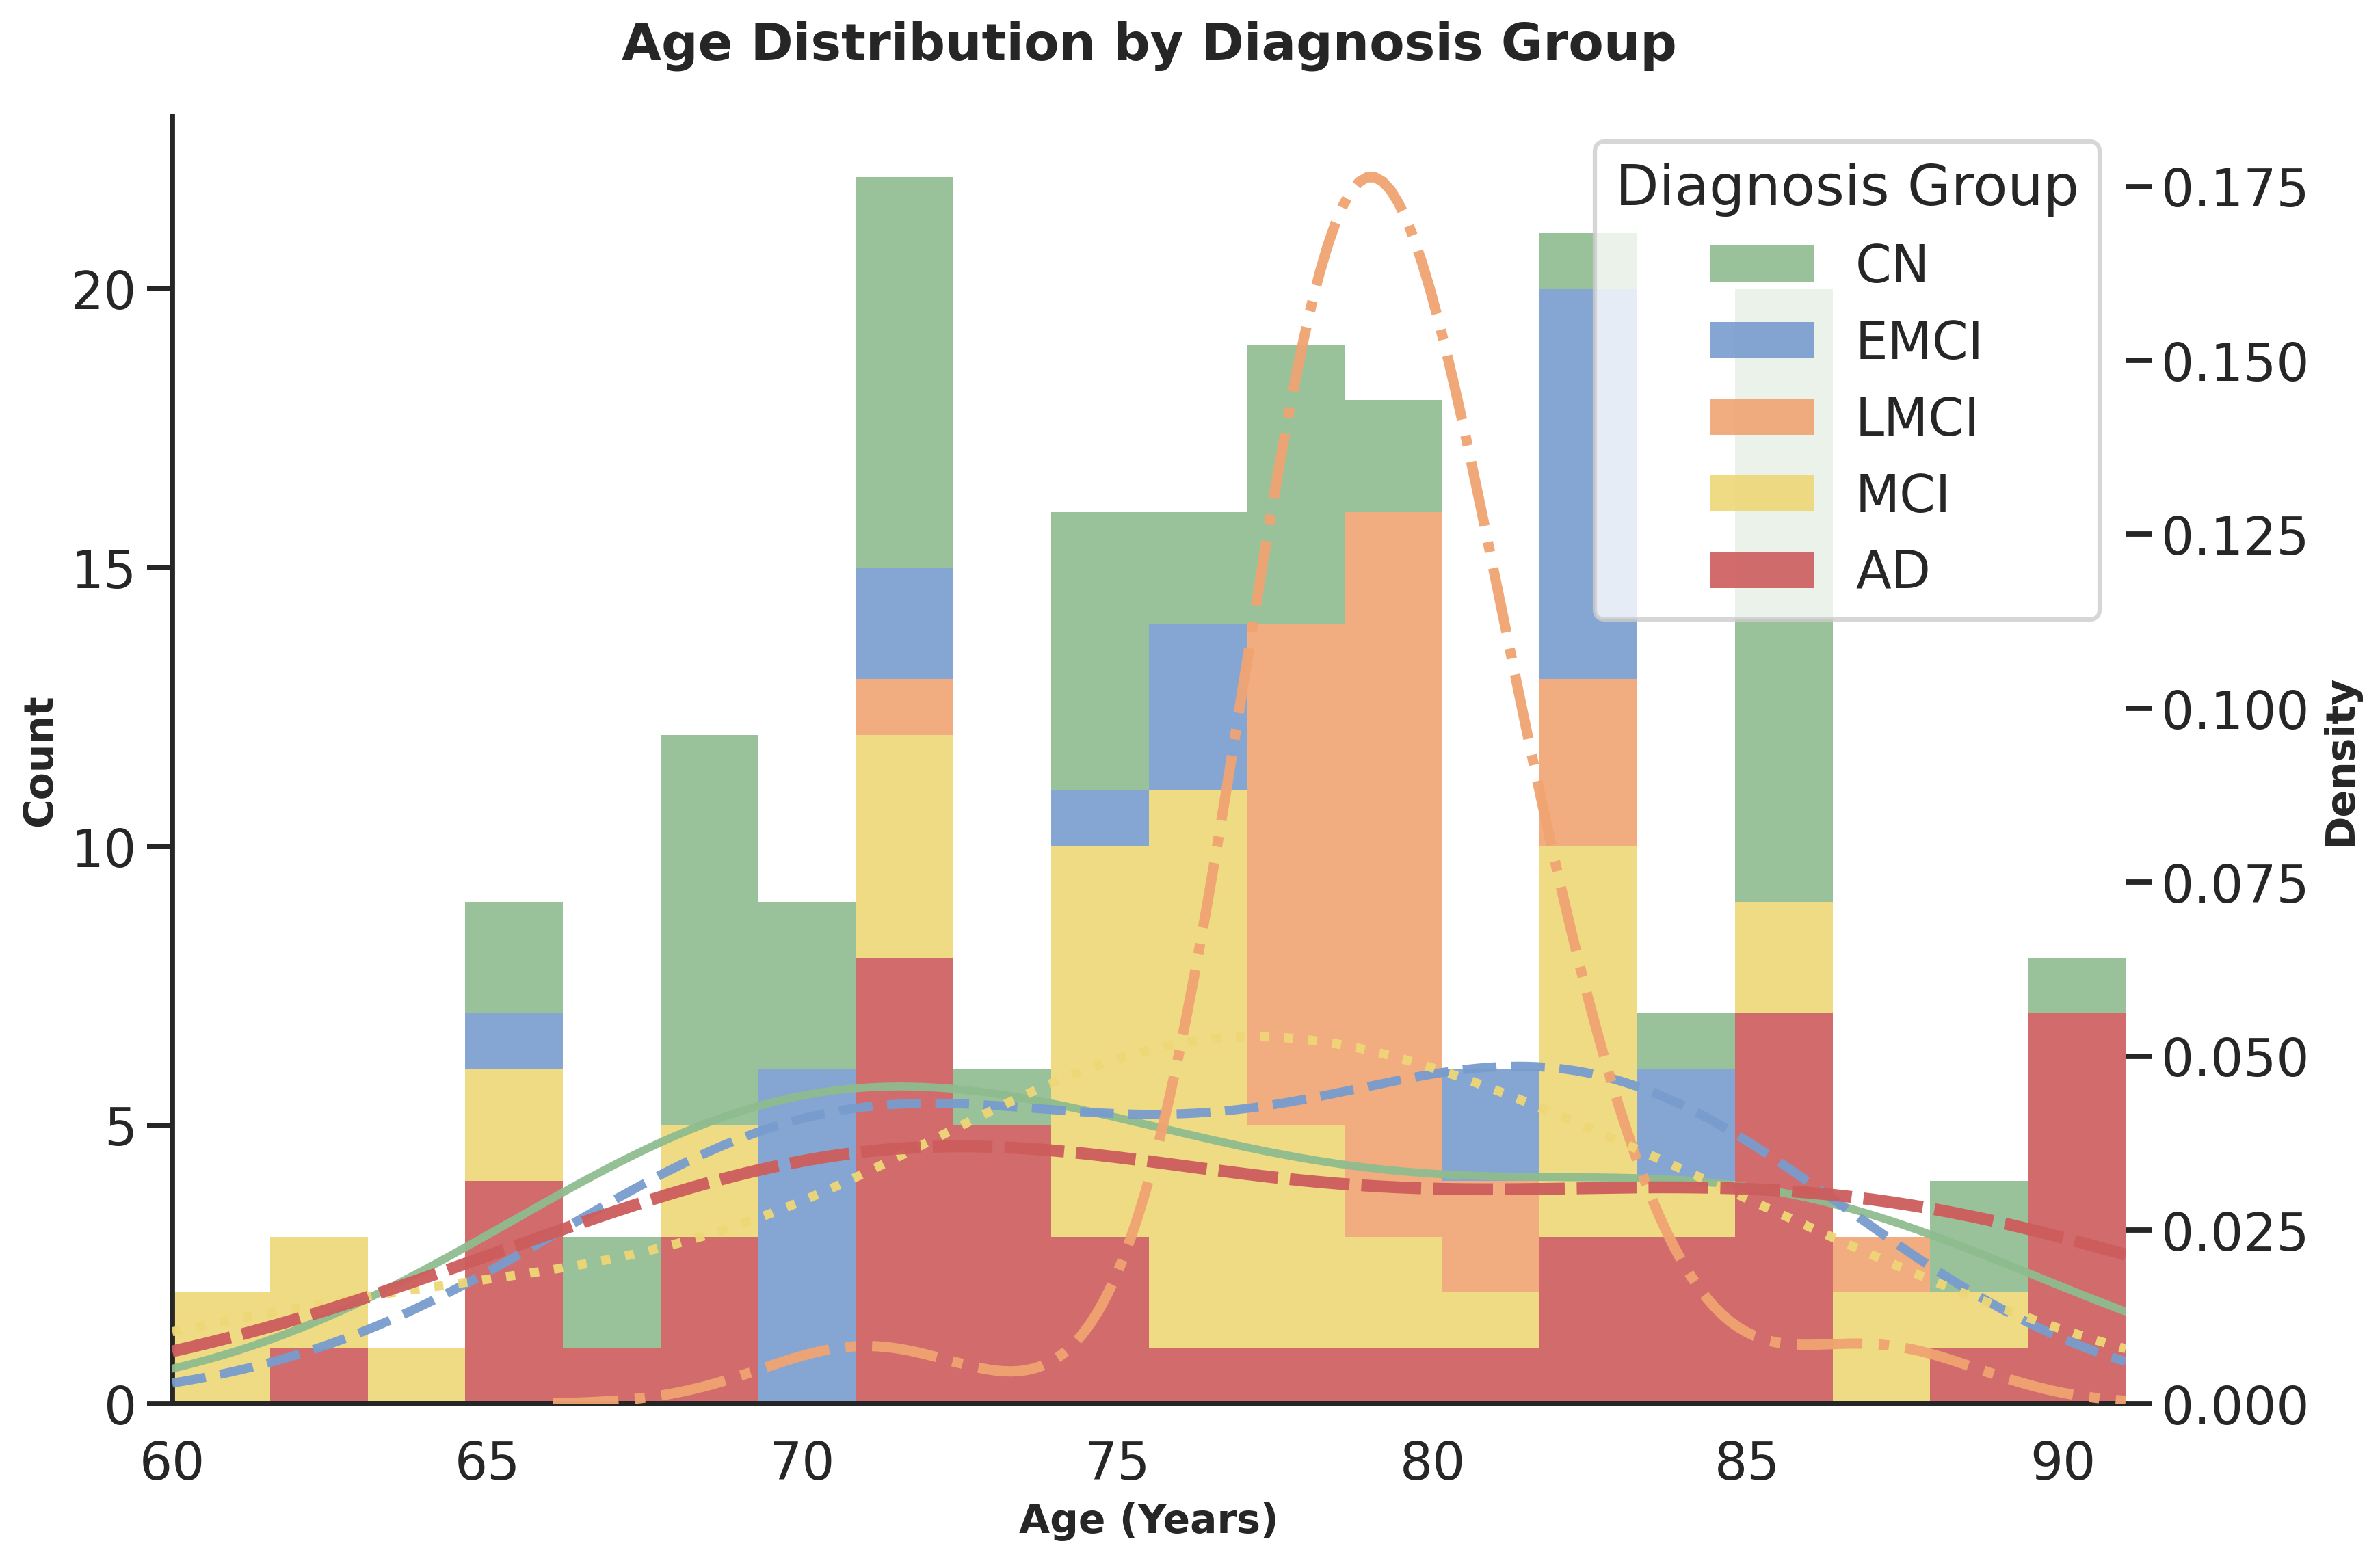 Age Distribution by Diagnosis Group
Diagnosis Group
CN
EMCI
LMCI
MCI
AD
Count
20
15
10
5
0
60 65 70 75 80 85 90
Age (Years)
0.175
0.150
0.125
0.100
0.075
0.050
0.025
0.000
Density